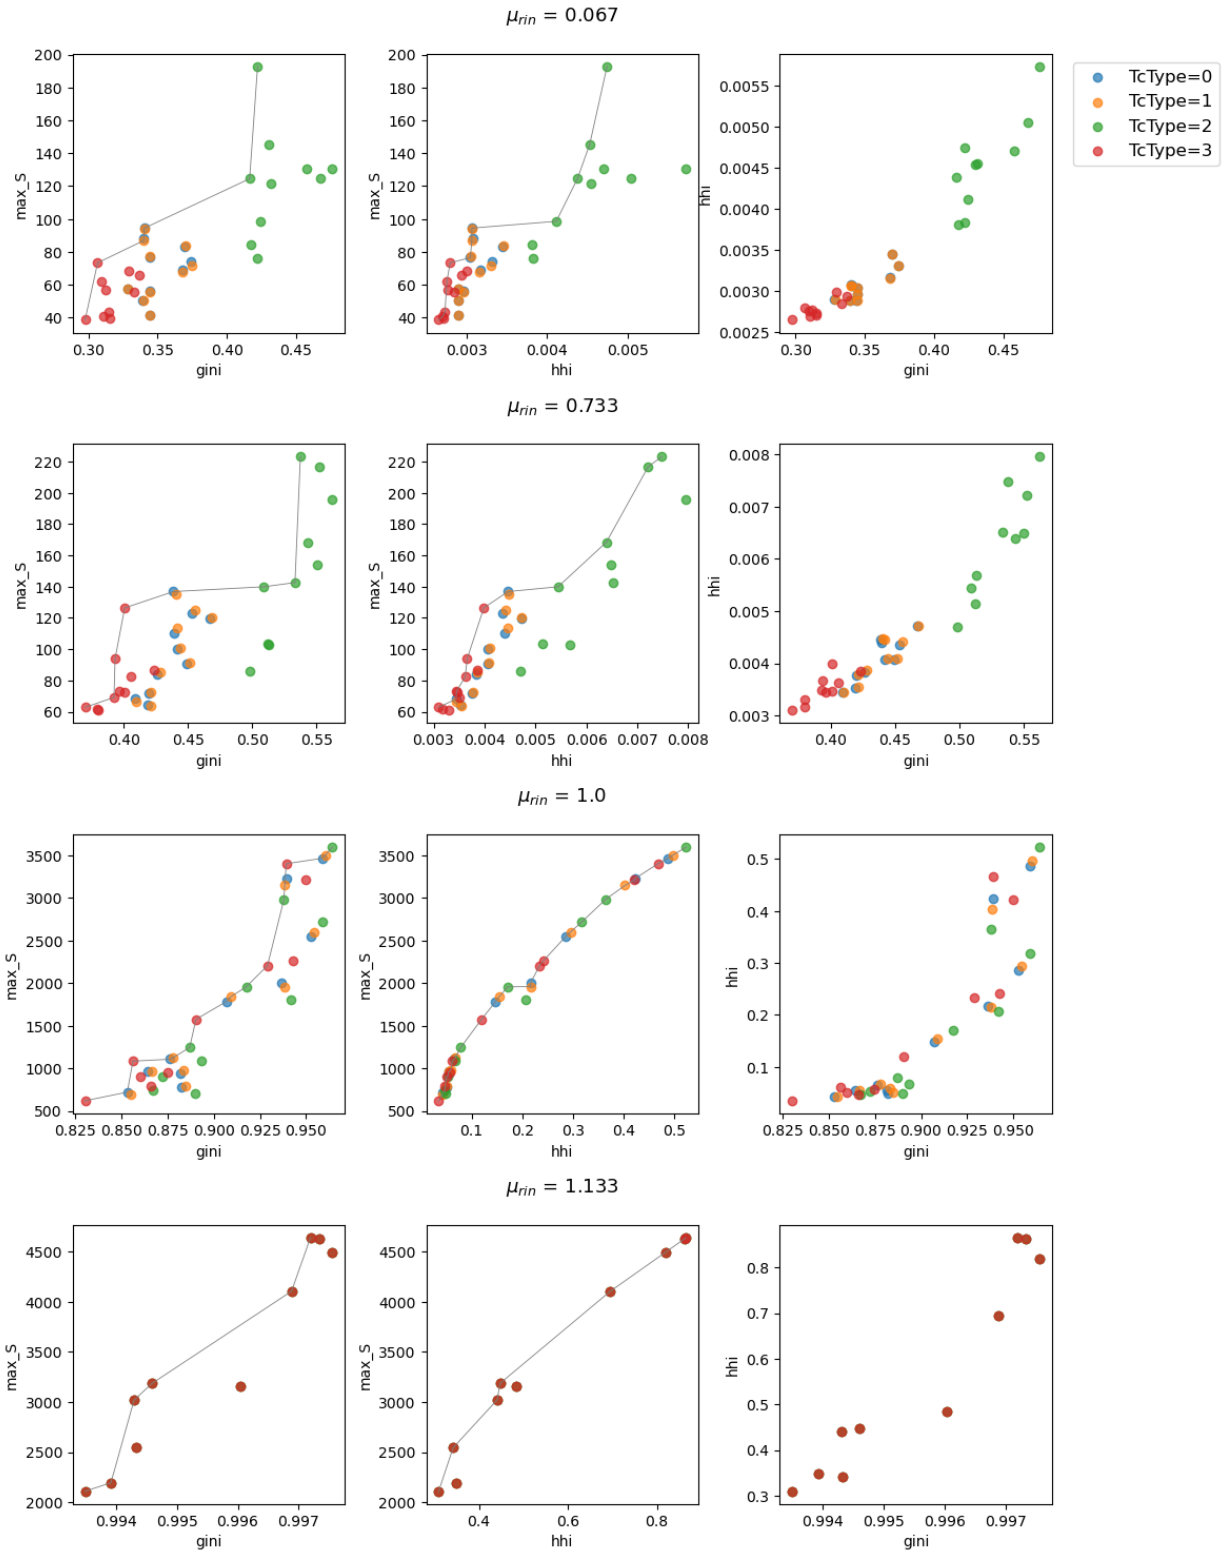 μrin = 0.067
200
180
160
140
120
100
80
60
40
max_S
0.30 0.35 0.40 0.45
gini
200
180
160
140
120
100
80
60
40
max_S
0.003 0.004 0.005
hhi
0.0055
0.0050
0.0045
0.0040
0.0035
0.0030
0.0025
hhi
0.30 0.35 0.40 0.45
gini
TcType=0
TcType=1
TcType=2
TcType=3
μrin = 0.733
220
200
180
160
140
120
100
80
60
max_S
0.40 0.45 0.50 0.55
gini
220
200
180
160
140
120
100
80
60
max_S
0.003 0.004 0.005 0.006 0.007 0.008
hhi
0.008
0.007
0.006
0.005
0.004
0.003
hhi
0.40 0.45 0.50 0.55
gini
μrin = 1.0
3500
3000
2500
2000
1500
1000
500
max_S
0.825 0.850 0.875 0.900 0.925 0.950
gini
3500
3000
2500
2000
1500
1000
500
max_S
0.1 0.2 0.3 0.4 0.5
hhi
0.5
0.4
0.3
0.2
0.1
hhi
0.825 0.850 0.875 0.900 0.925 0.950
gini
μrin = 1.133
4500
4000
3500
3000
2500
2000
max_S
0.994 0.995 0.996 0.997
gini
4500
4000
3500
3000
2500
2000
max_S
0.4 0.6 0.8
hhi
0.8
0.7
0.6
0.5
0.4
0.3
hhi
0.994 0.995 0.996 0.997
gini